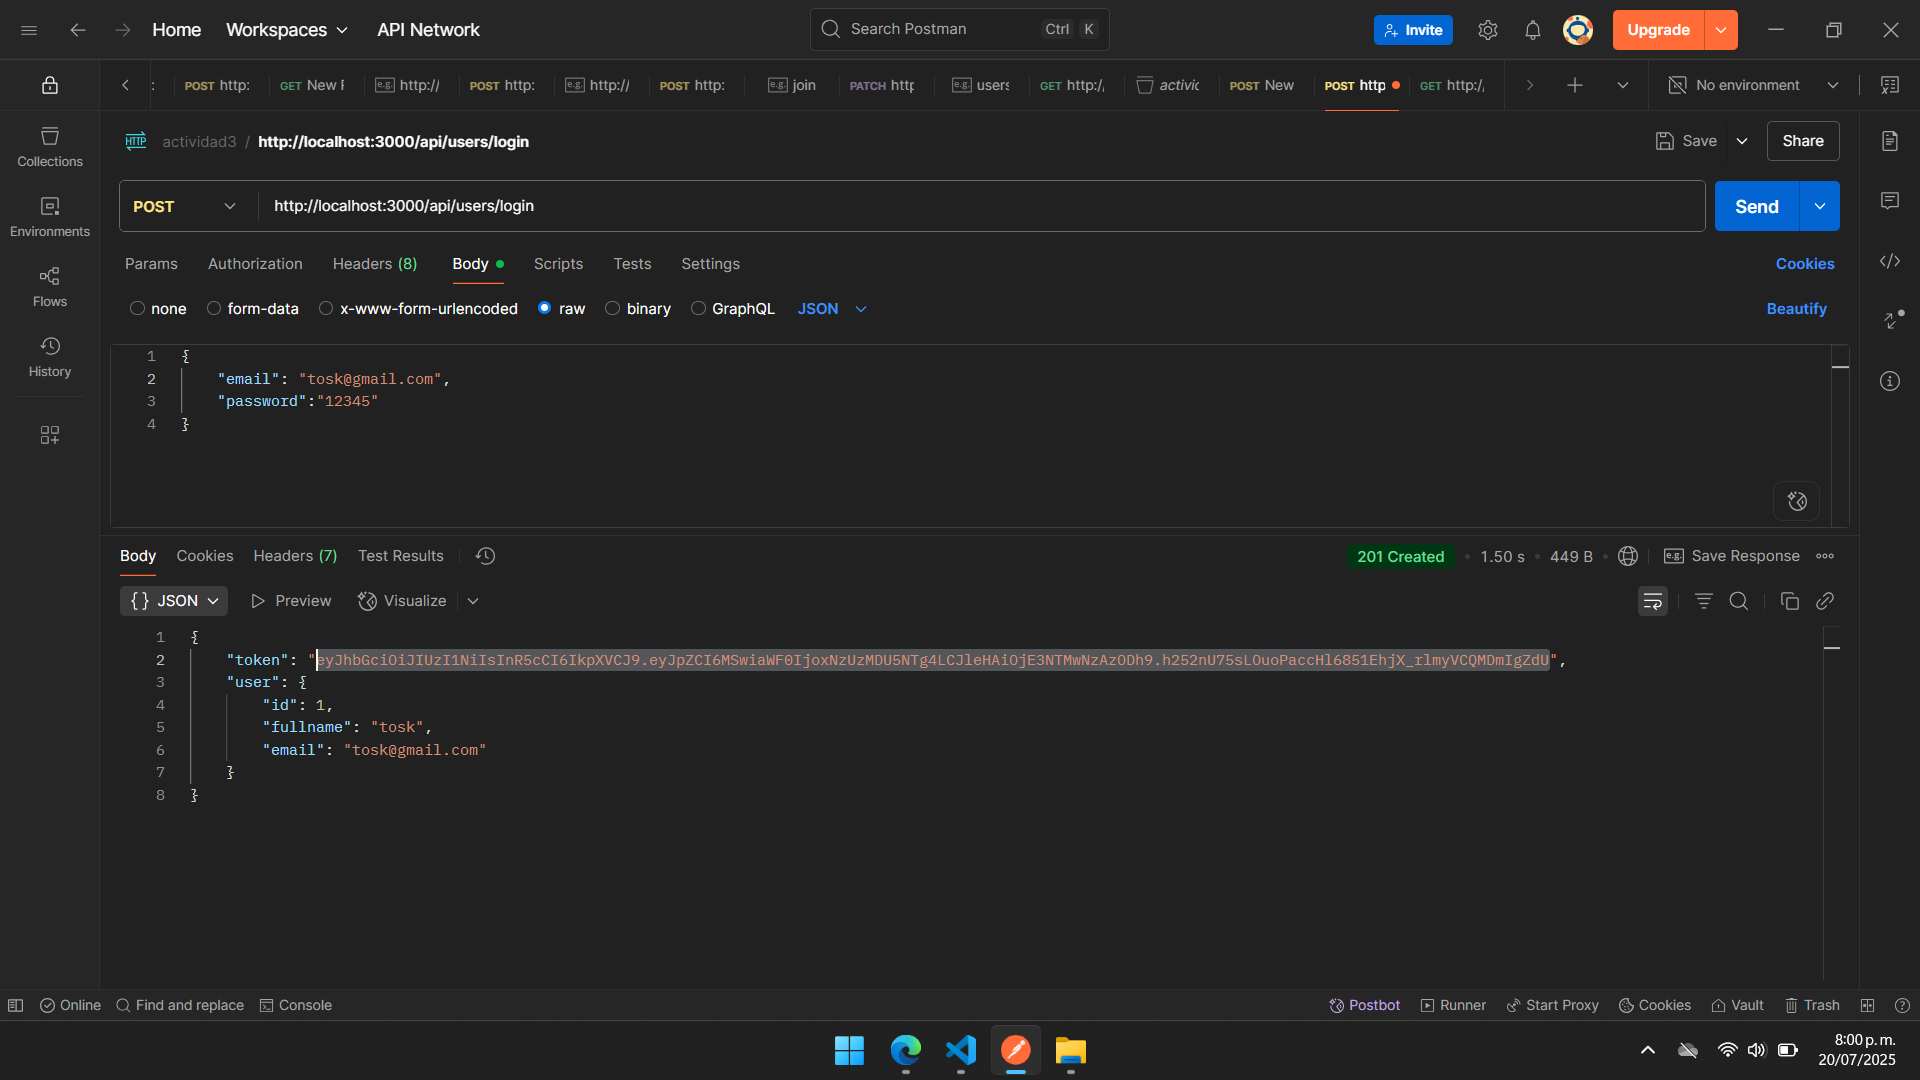 Home Workspaces API Network Search Postman Ctrl K Invite Upgrade
: POST http: GET New F e.g. http:// POST http: e.g. http:// POST http: e.g. join PATCH http e.g. users GET http:/, activic POST New POST http GET http:/, No environment
HTTP actividad3 / http://localhost:3000/api/users/login Save Share
Collections
POST http://localhost:3000/api/users/login Send
Environments
Params Authorization Headers (8) Body Scripts Tests Settings Cookies
Flows
none form-data x-www-form-urlencoded raw binary GraphQL JSON Beautify
History
1 {
2 "email": "tosk@gmail.com",
3 "password":"12345"
4 }
Body Cookies Headers (7) Test Results 201 Created 1.50 s 449 B e.g. Save Response
{} JSON Preview Visualize
1 {
2 "token": "eyJhbGciOiJIUzI1NiIsInR5cCI6IkpXVCJ9.eyJpZCI6MSwiaWF0IjoxNzUzMDU5NTg4LCJleHAiOjE3NTMwNzAzODh9.h252nU75sLOuoPaccHl6851EhjX_rlmyVCQMDmIgZdU",
3 "user": {
4 "id": 1,
5 "fullname": "tosk",
6 "email": "tosk@gmail.com"
7 }
8 }
Online Find and replace Console Postbot Runner Start Proxy Cookies Vault Trash
8:00 p. m.
20/07/2025